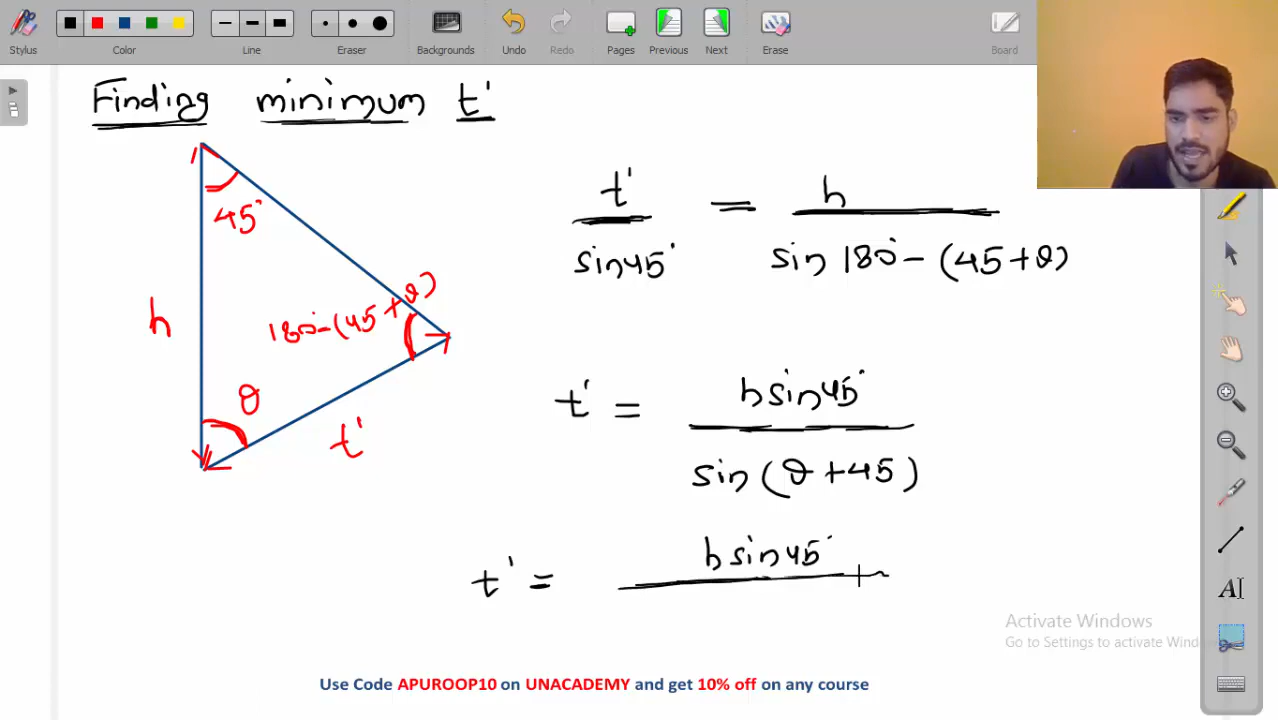 Stylus Color Line Eraser Backgrounds Undo Redo Pages Previous Next Erase Board
Finding minimum t'
45°
h
180-(45+θ)
θ
t'
t' / sin45° = h / sin 180°-(45+θ)
t' = h sin45° / sin(θ+45)
t' = h sin45°
Activate Windows
Go to Settings to activate Windo
Use Code APUROOP10 on UNACADEMY and get 10% off on any course